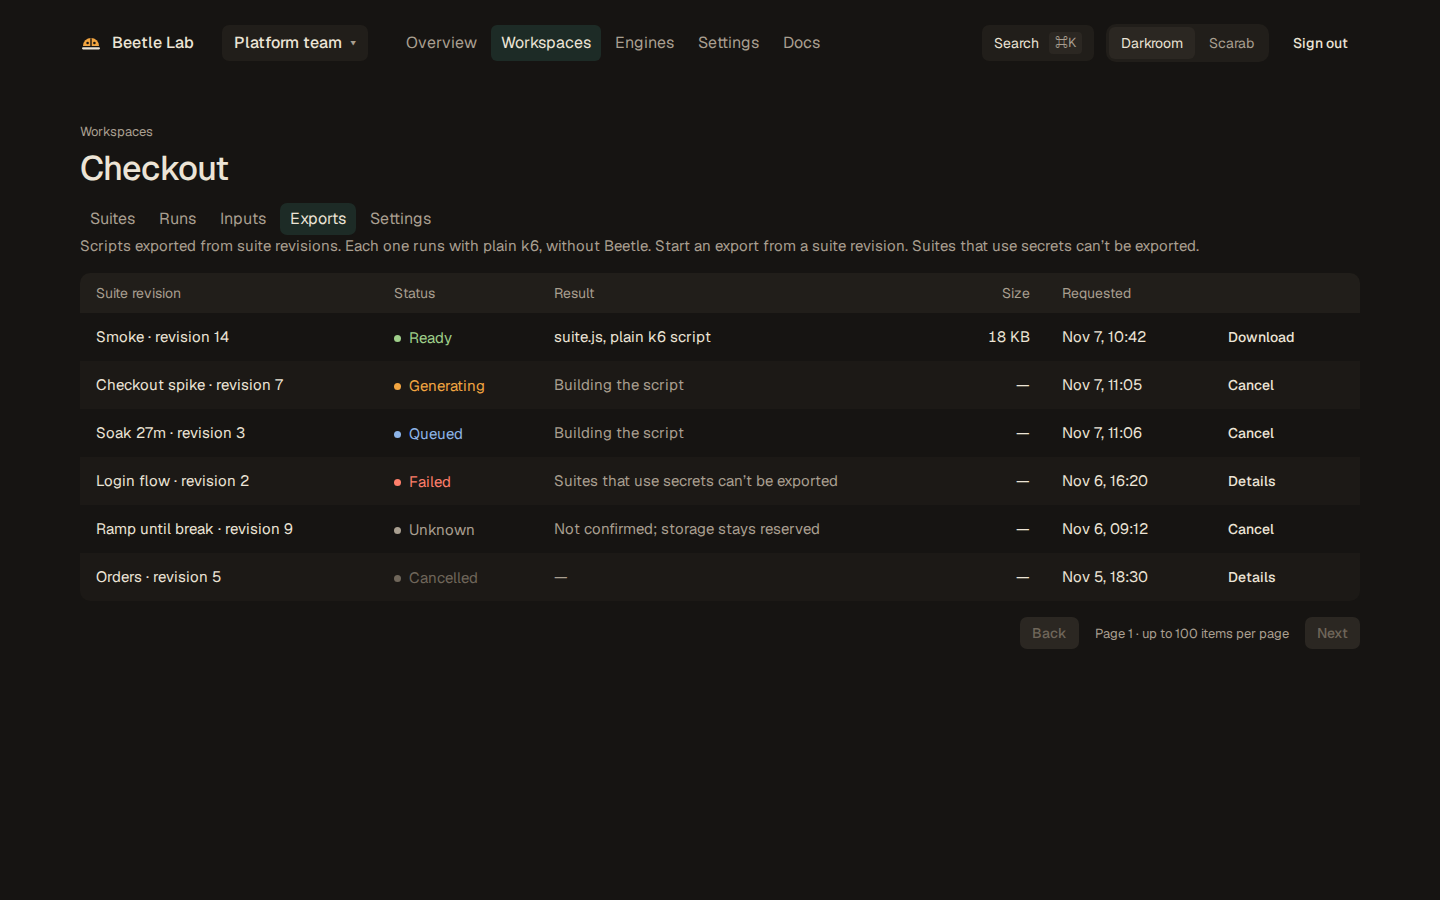 Beetle Lab Platform team Overview Workspaces Engines Settings Docs Search ⌘K Darkroom Scarab Sign out
Workspaces
Checkout
Suites Runs Inputs Exports Settings
Scripts exported from suite revisions. Each one runs with plain k6, without Beetle. Start an export from a suite revision. Suites that use secrets can’t be exported.
Suite revision Status Result Size Requested
Smoke · revision 14 Ready suite.js, plain k6 script 18 KB Nov 7, 10:42 Download
Checkout spike · revision 7 Generating Building the script — Nov 7, 11:05 Cancel
Soak 27m · revision 3 Queued Building the script — Nov 7, 11:06 Cancel
Login flow · revision 2 Failed Suites that use secrets can’t be exported — Nov 6, 16:20 Details
Ramp until break · revision 9 Unknown Not confirmed; storage stays reserved — Nov 6, 09:12 Cancel
Orders · revision 5 Cancelled — — Nov 5, 18:30 Details
Back Page 1 · up to 100 items per page Next